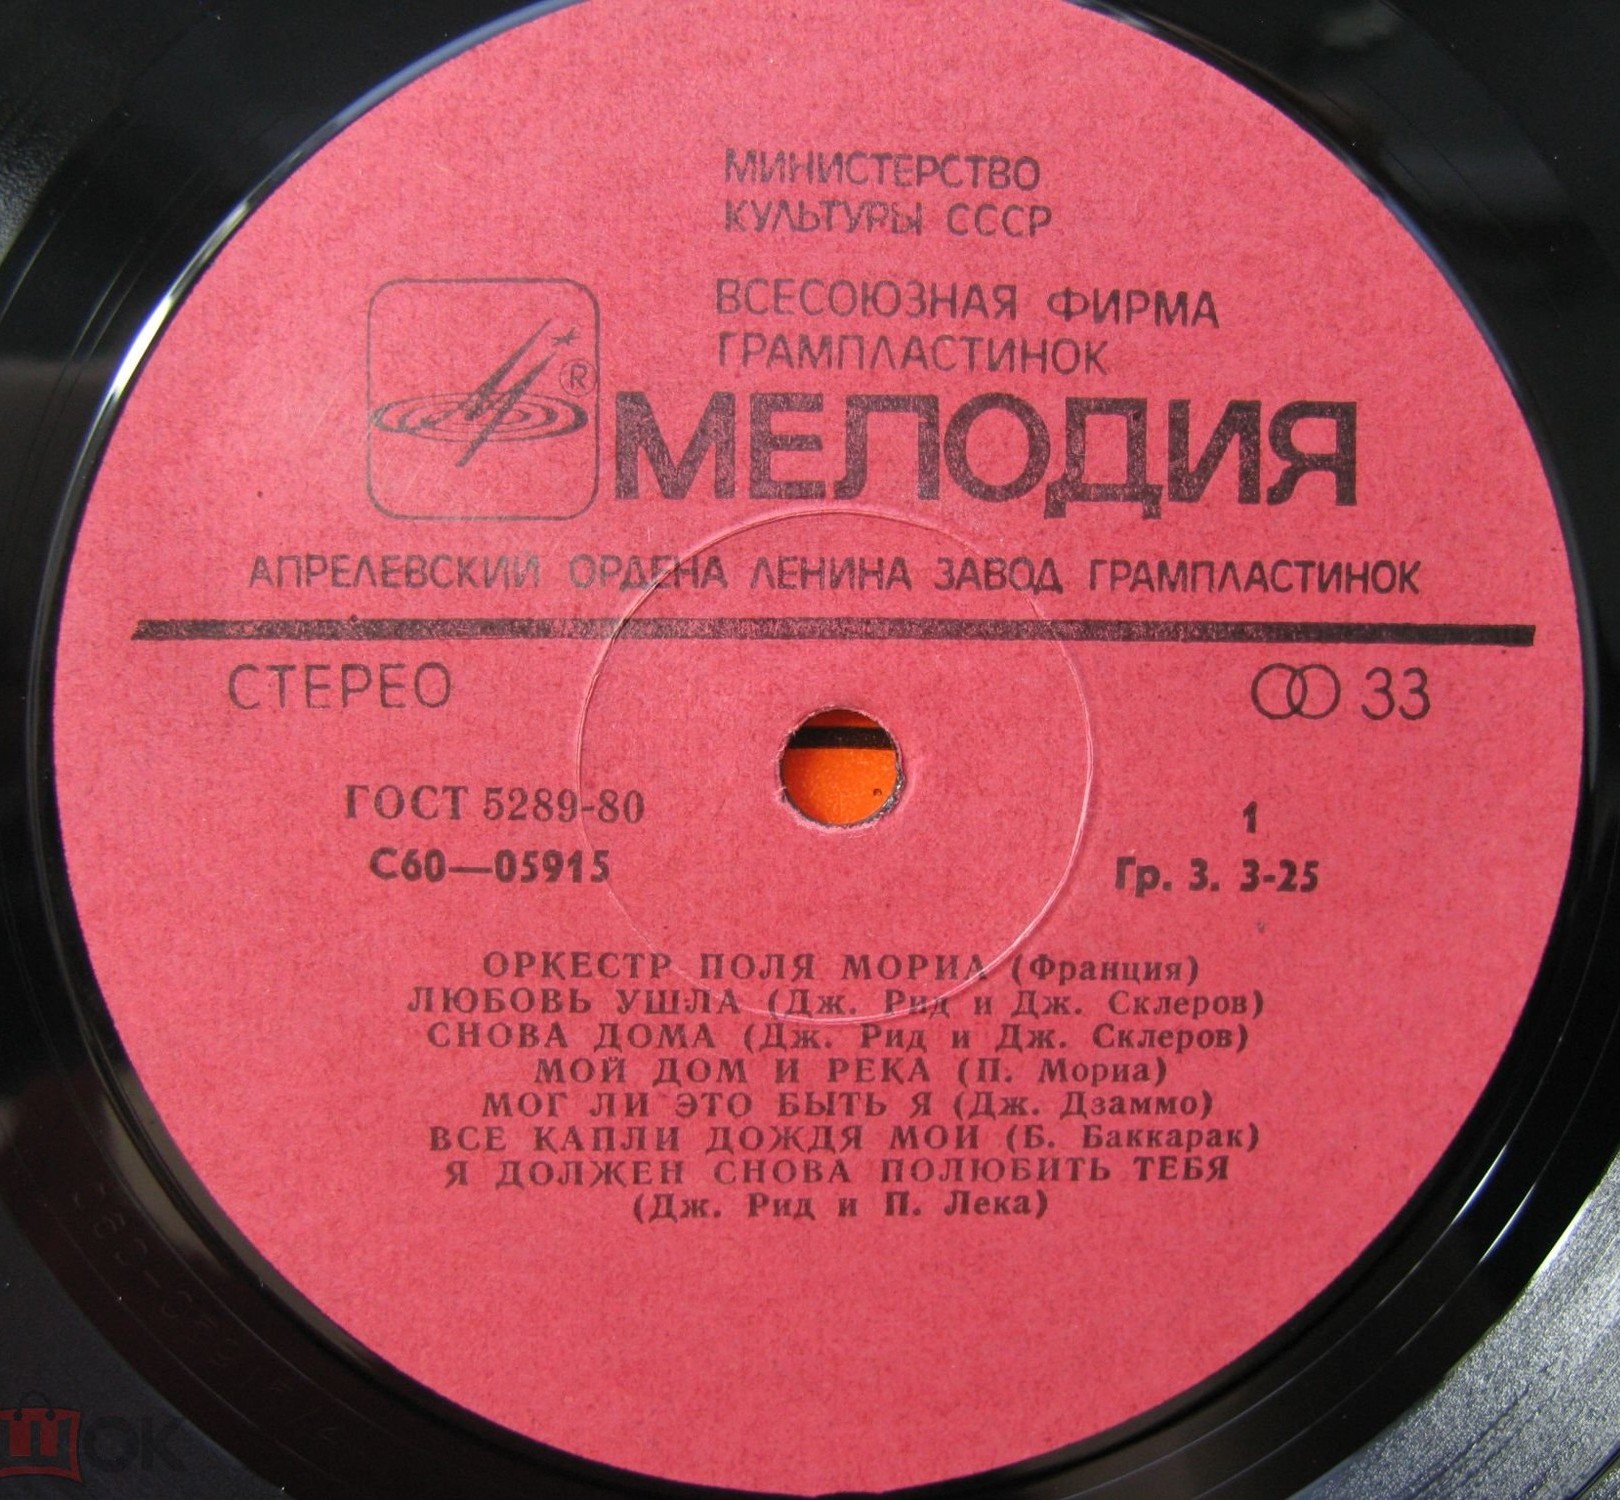 МИНИСТЕРСТВО
КУЛЬТУРЫ СССР
ВСЕСОЮЗНАЯ ФИРМА
ГРАМПЛАСТИНОК
®
МЕЛОДИЯ
АПРЕЛЕВСКИЙ ОРДЕНА ЛЕНИНА ЗАВОД ГРАМПЛАСТИНОК
СТЕРЕО
33
ГОСТ 5289-80
1
С60—05915
Гр. 3. 3-25
ОРКЕСТР ПОЛЯ МОРИА (Франция)
ЛЮБОВЬ УШЛА (Дж. Рид и Дж. Склеров)
СНОВА ДОМА (Дж. Рид и Дж. Склеров)
МОЙ ДОМ И РЕКА (П. Мориа)
МОГ ЛИ ЭТО БЫТЬ Я (Дж. Дзаммо)
ВСЕ КАПЛИ ДОЖДЯ МОИ (Б. Баккарак)
Я ДОЛЖЕН СНОВА ПОЛЮБИТЬ ТЕБЯ
(Дж. Рид и П. Лека)
ШОК